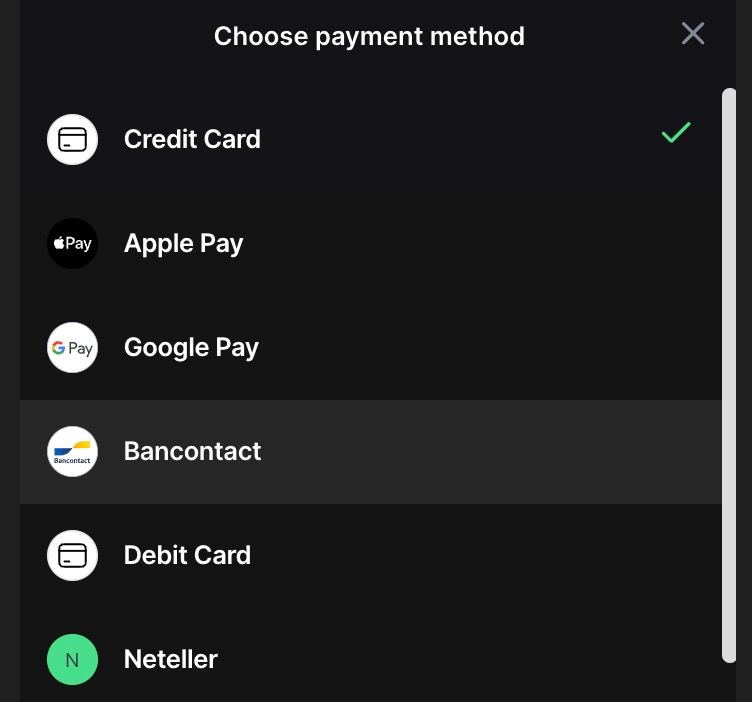 Choose payment method
Credit Card
Pay Apple Pay
G Pay Google Pay
Bancontact Bancontact
Debit Card
N Neteller